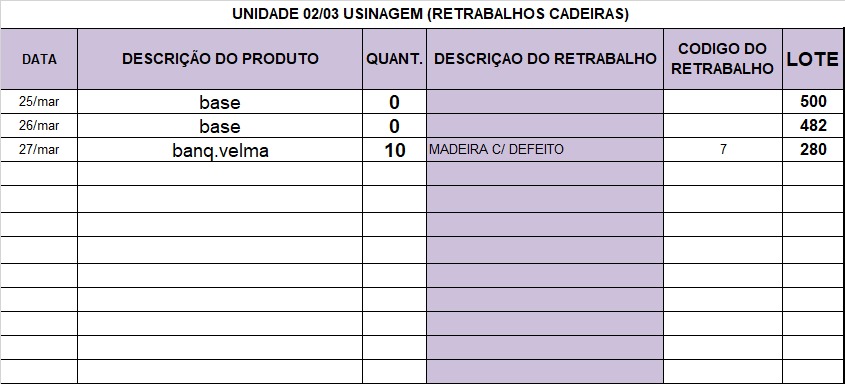 UNIDADE 02/03 USINAGEM (RETRABALHOS CADEIRAS)
DATA DESCRIÇÃO DO PRODUTO QUANT. DESCRIÇAO DO RETRABALHO CODIGO DO RETRABALHO LOTE
25/mar base 0 500
26/mar base 0 482
27/mar banq.velma 10 MADEIRA C/ DEFEITO 7 280